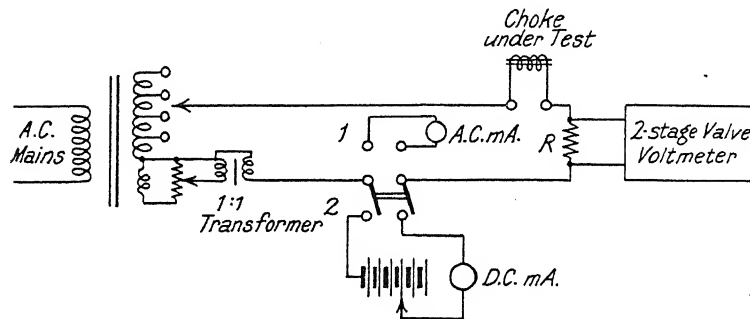 Choke
under Test
A.C.
Mains
1
A.C.mA.
R
2-stage Valve
Voltmeter
1:1
Transformer
2
D.C. mA.